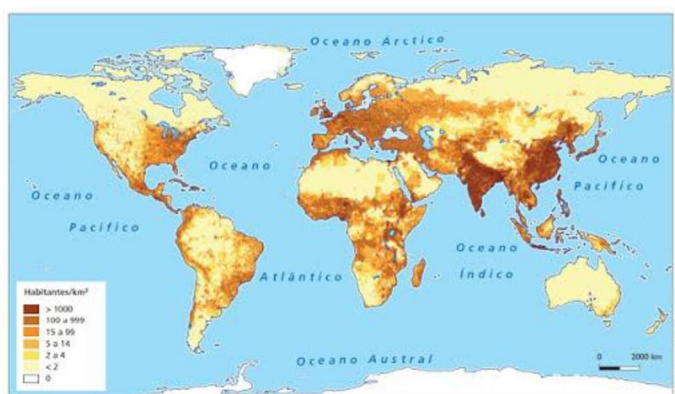 Oceano Árctico
Oceano
Oceano
Pacífico
Atlântico
Oceano
Pacífico
Oceano
Índico
Oceano Austral
Habitantes/km²
> 1000
100 a 999
15 a 99
5 a 14
2 a 4
< 2
0
0 2000 km